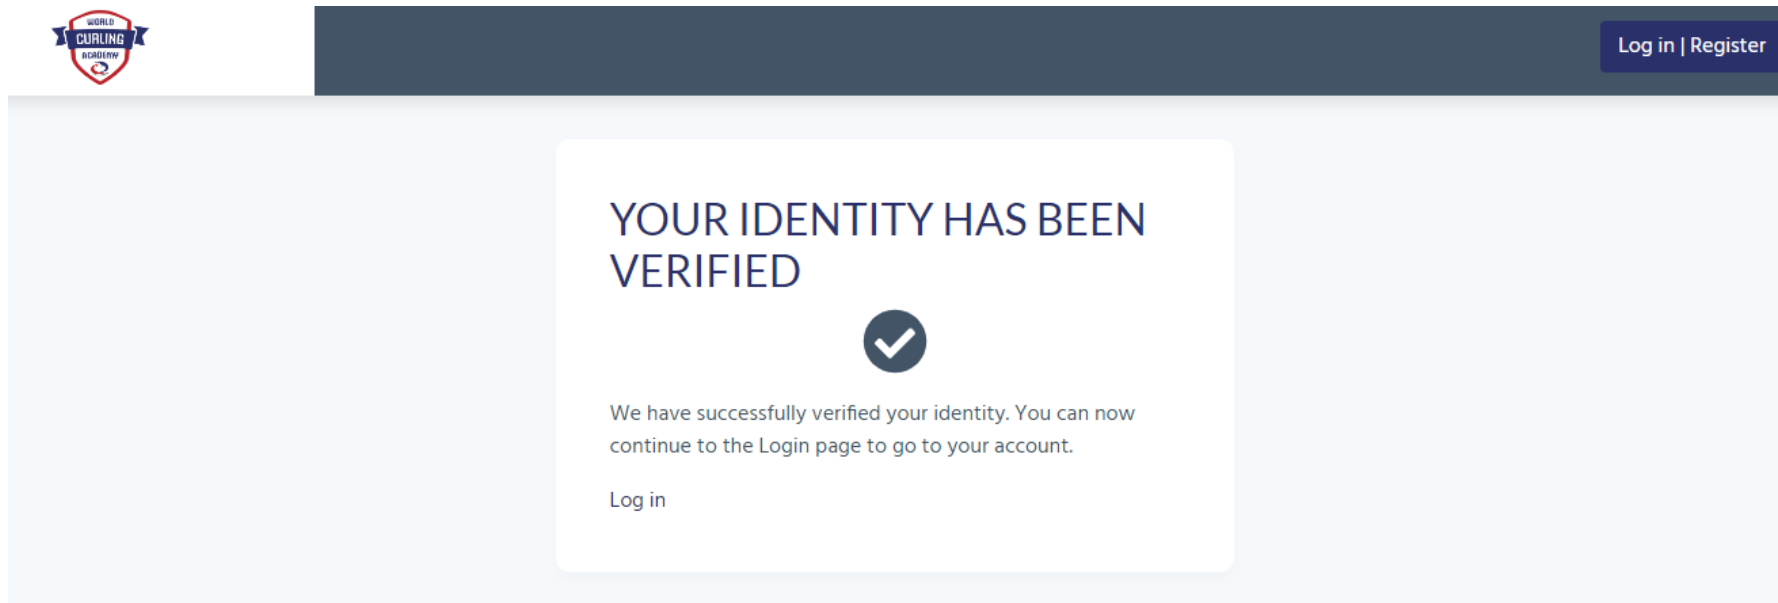 WORLD
CURLING
ACADEMY
Log in | Register
YOUR IDENTITY HAS BEEN
VERIFIED
We have successfully verified your identity. You can now
continue to the Login page to go to your account.
Log in